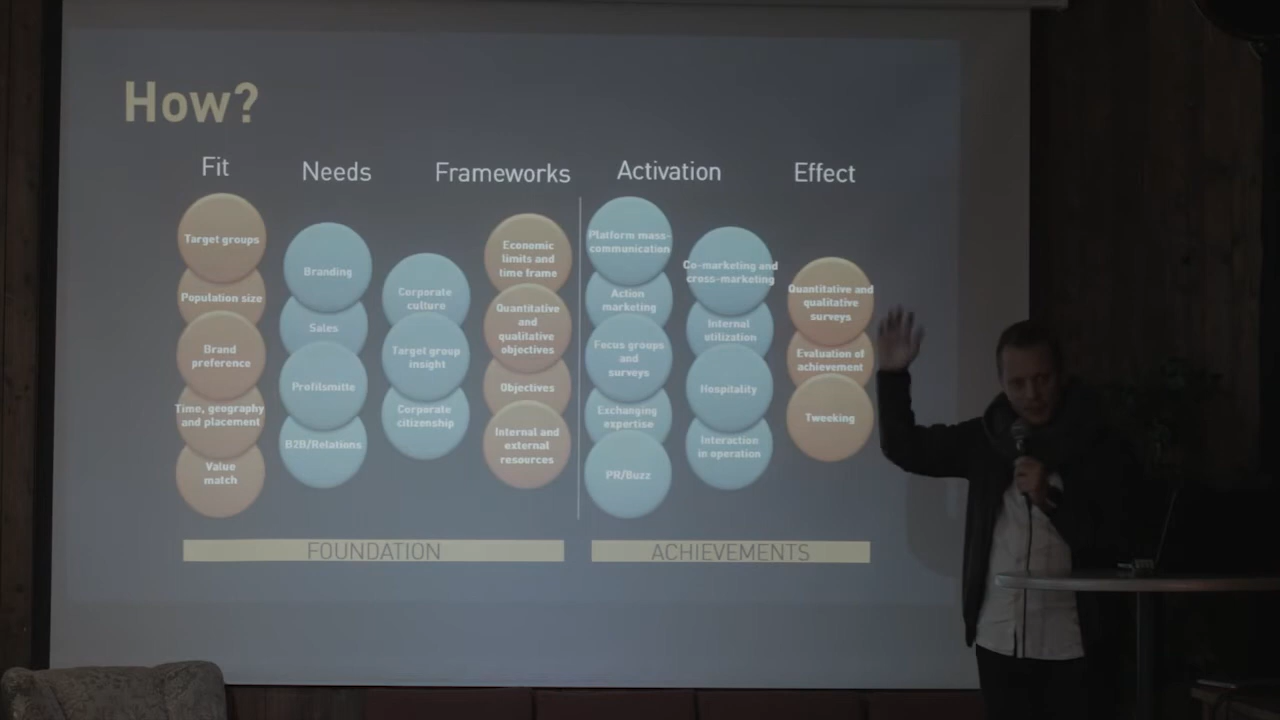 How?
Fit
Needs
Frameworks
Activation
Effect
Target groups
Population size
Brand
preference
Time, geography
and placement
Value
match
Branding
Sales
Profilsmitte
B2B/Relations
Corporate
culture
Target group
insight
Corporate
citizenship
Economic
limits and
time frame
Quantitative
and
qualitative
objectives
Objectives
Internal and
external
resources
Platform mass-
communication
Action
marketing
Focus groups
and
surveys
Exchanging
expertise
PR/Buzz
Co-marketing and
cross-marketing
Internal
utilization
Hospitality
Interaction
in operation
Quantitative and
qualitative
surveys
Evaluation of
achievement
Tweeking
FOUNDATION
ACHIEVEMENTS